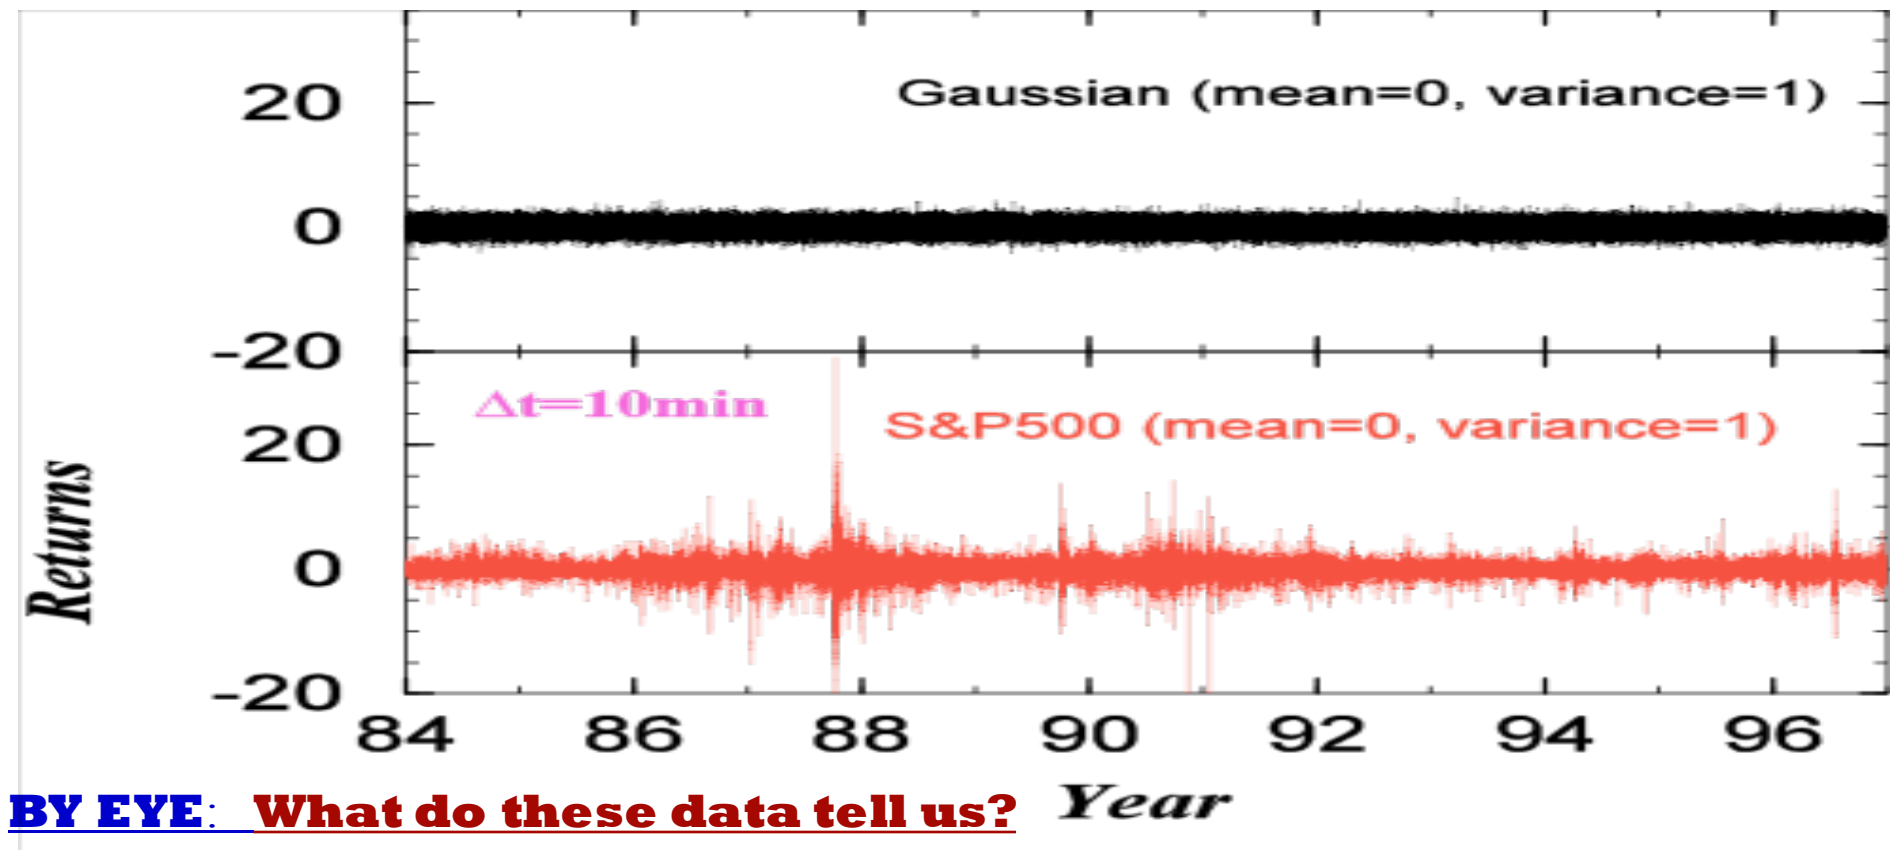 20
Gaussian (mean=0, variance=1)
0
-20
Δt=10min
S&P500 (mean=0, variance=1)
20
Returns
0
-20
84 86 88 90 92 94 96
BY EYE: What do these data tell us?
Year